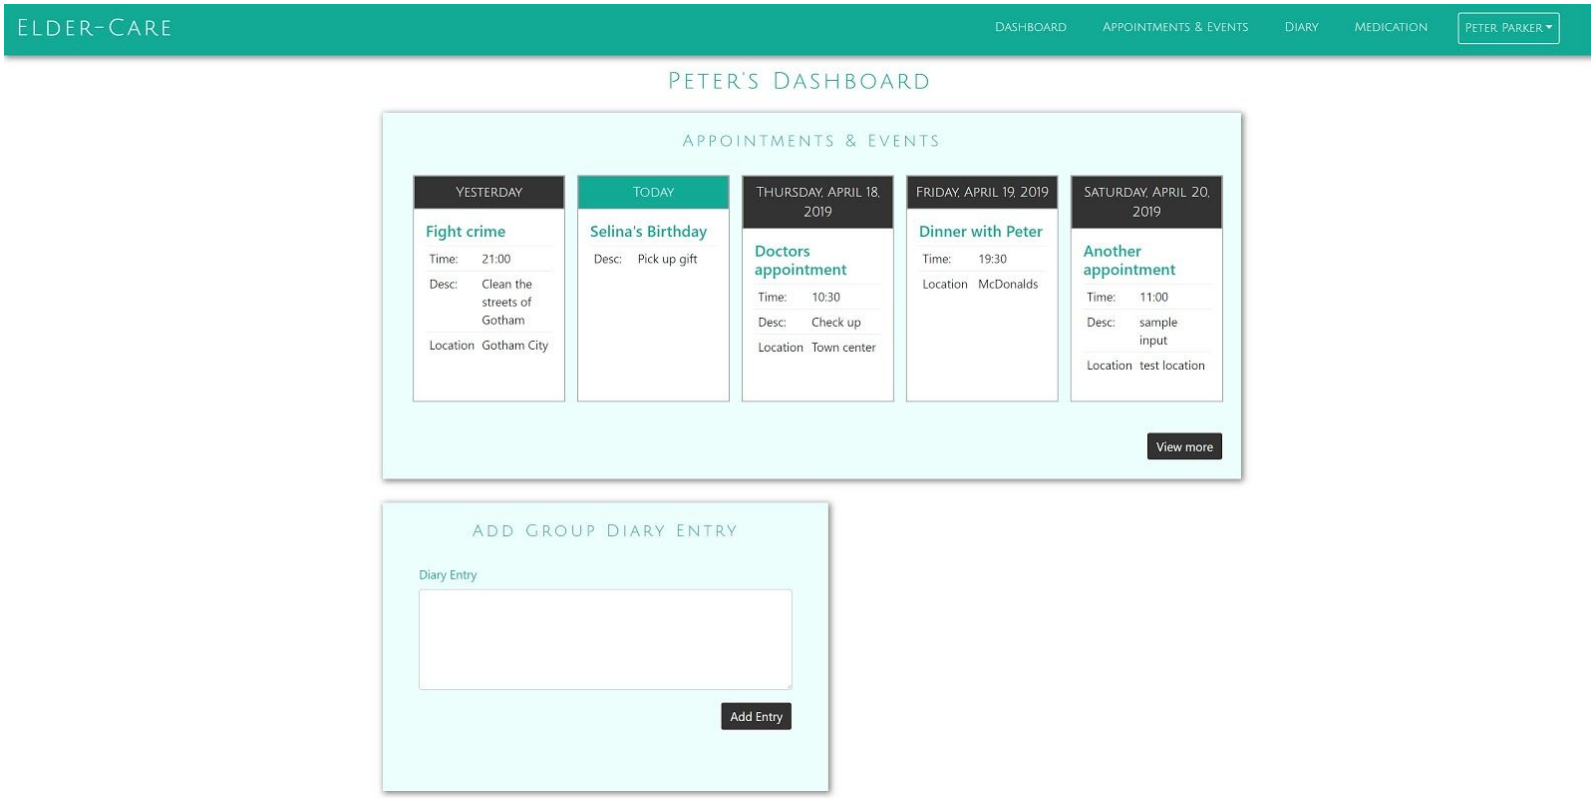 Elder-Care
Dashboard
Appointments & Events
Diary
Medication
Peter Parker
Peter's Dashboard
Appointments & Events
Yesterday
Fight crime
Time: 21:00
Desc: Clean the
streets of
Gotham
Location Gotham City
Today
Selina's Birthday
Desc: Pick up gift
Thursday, April 18,
2019
Doctors
appointment
Time: 10:30
Desc: Check up
Location Town center
Friday, April 19, 2019
Dinner with Peter
Time: 19:30
Location McDonalds
Saturday, April 20,
2019
Another
appointment
Time: 11:00
Desc: sample
input
Location test location
View more
Add Group Diary Entry
Diary Entry
Add Entry